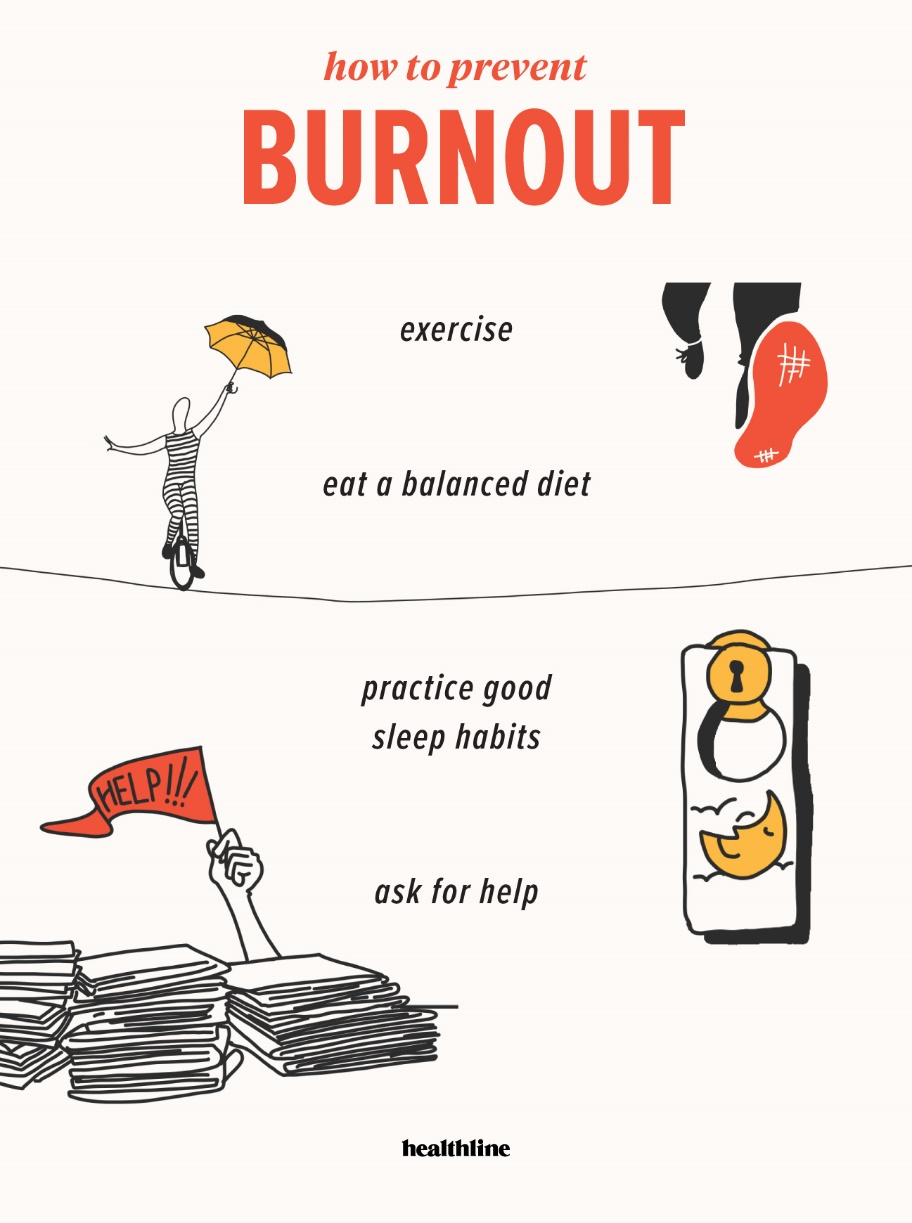 how to prevent
BURNOUT
exercise
eat a balanced diet
practice good
sleep habits
HELP!!!
ask for help
healthline